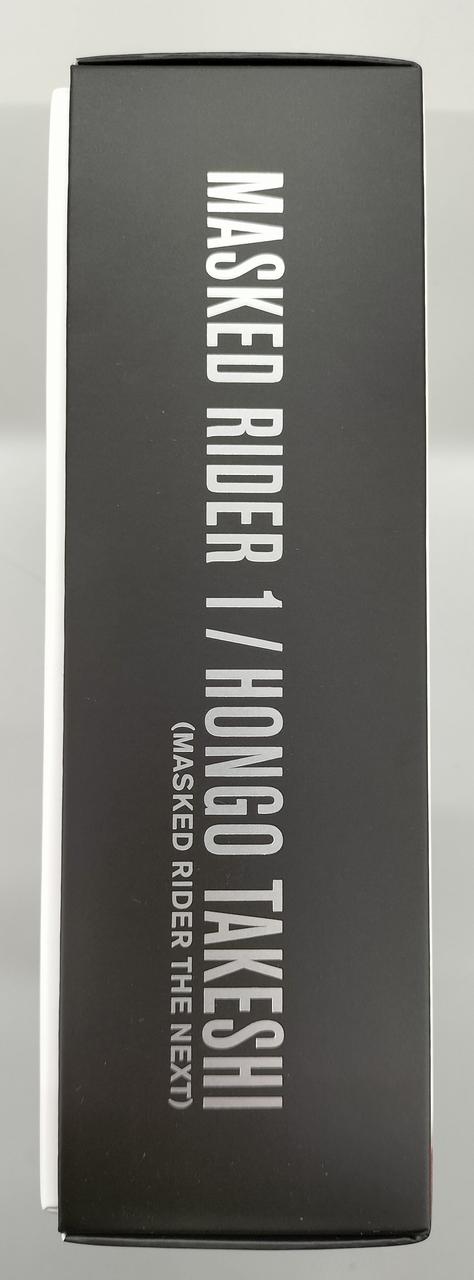 MASKED RIDER 1 / HONGO TAKESHI
(MASKED RIDER THE NEXT)